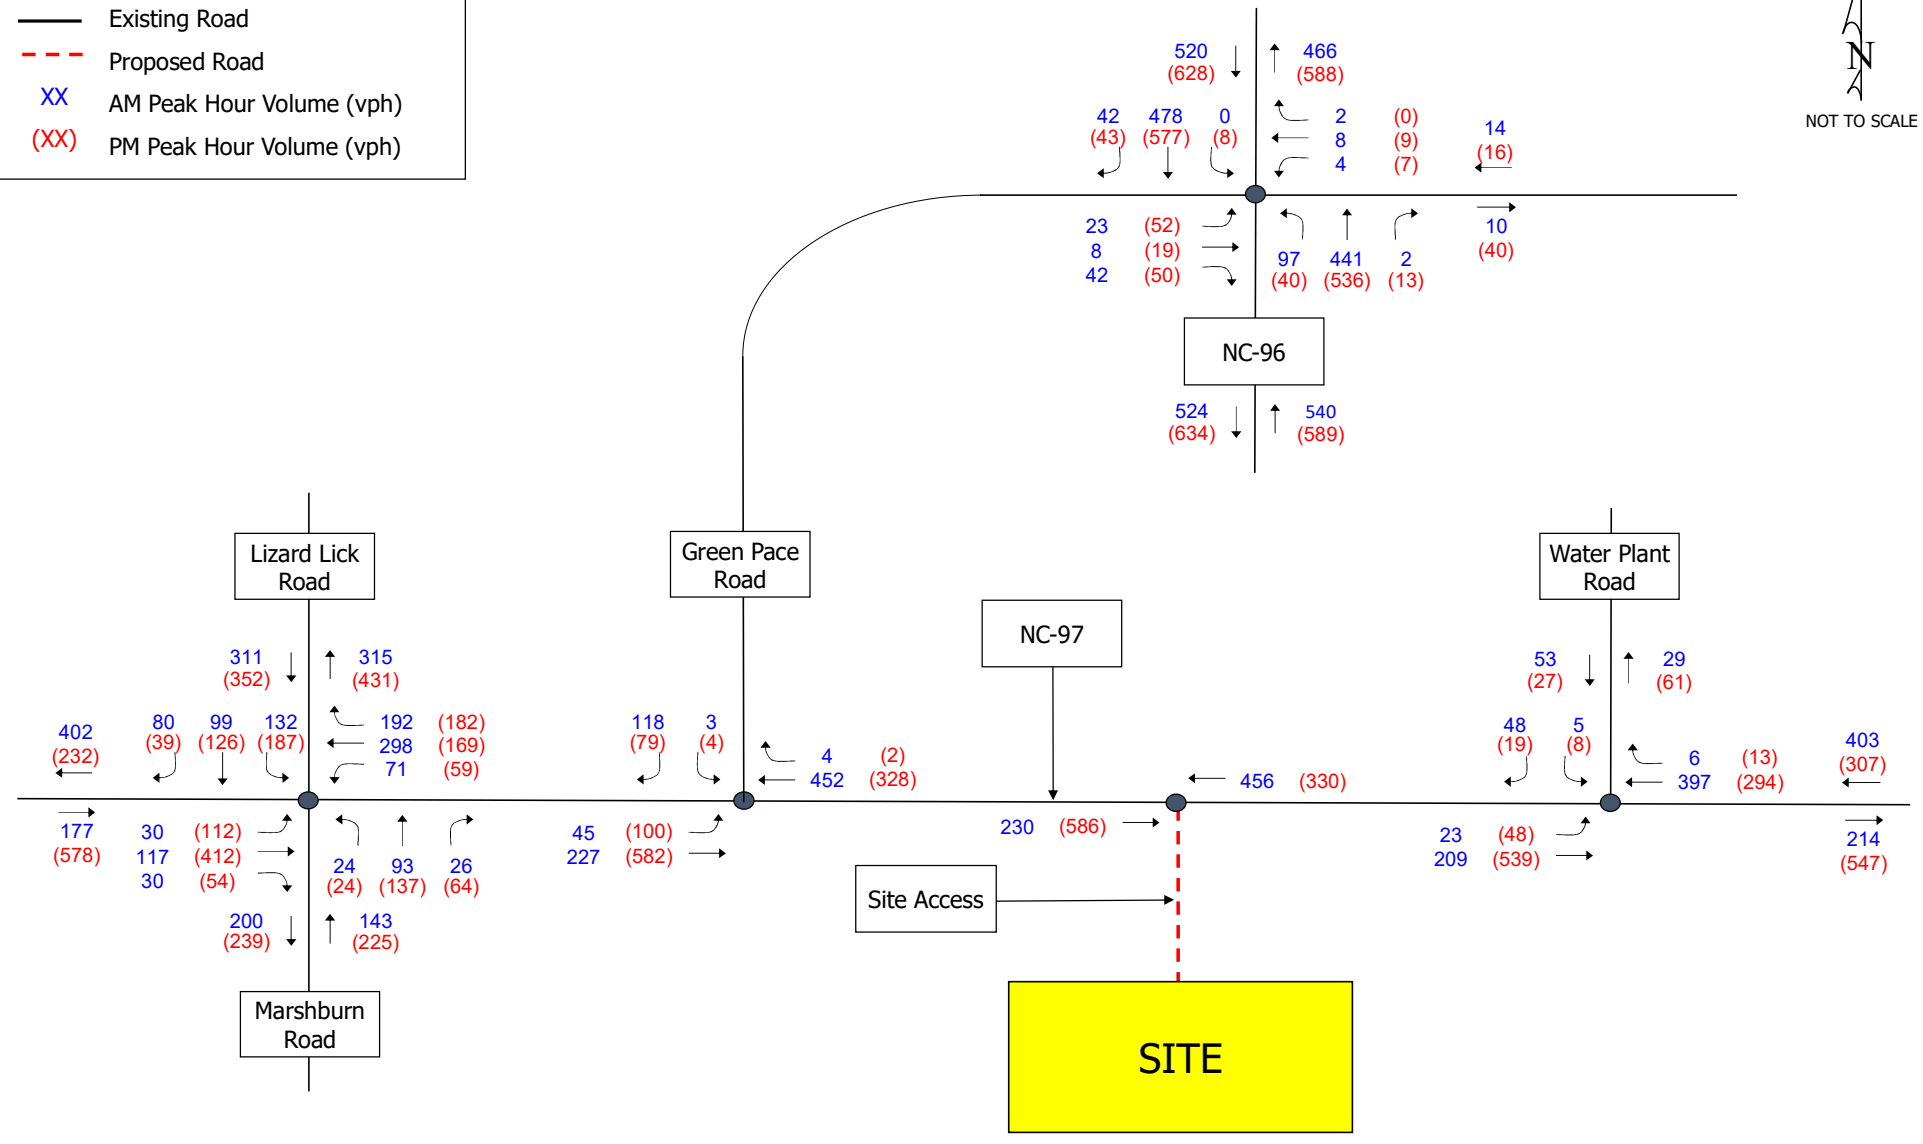 Existing Road
Proposed Road
XX AM Peak Hour Volume (vph)
(XX) PM Peak Hour Volume (vph)
N
NOT TO SCALE
520 466
(628) (588)
42 478 0
(43) (577) (8)
2 (0)
8 (9)
4 (7)
14
(16)
23 (52)
8 (19)
42 (50)
97 441 2
(40) (536) (13)
10
(40)
NC-96
524 540
(634) (589)
Lizard Lick
Road
Green Pace
Road
NC-97
Water Plant
Road
311 315
(352) (431)
402
(232)
80 99 132
(39) (126) (187)
192 (182)
298 (169)
71 (59)
177
(578)
30 (112)
117 (412)
30 (54)
24 93 26
(24) (137) (64)
200 143
(239) (225)
Marshburn
Road
118 3
(79) (4)
4 (2)
452 (328)
45 (100)
227 (582)
456 (330)
230 (586)
Site Access
SITE
53 29
(27) (61)
48 5
(19) (8)
6 (13)
397 (294)
403
(307)
23 (48)
209 (539)
214
(547)